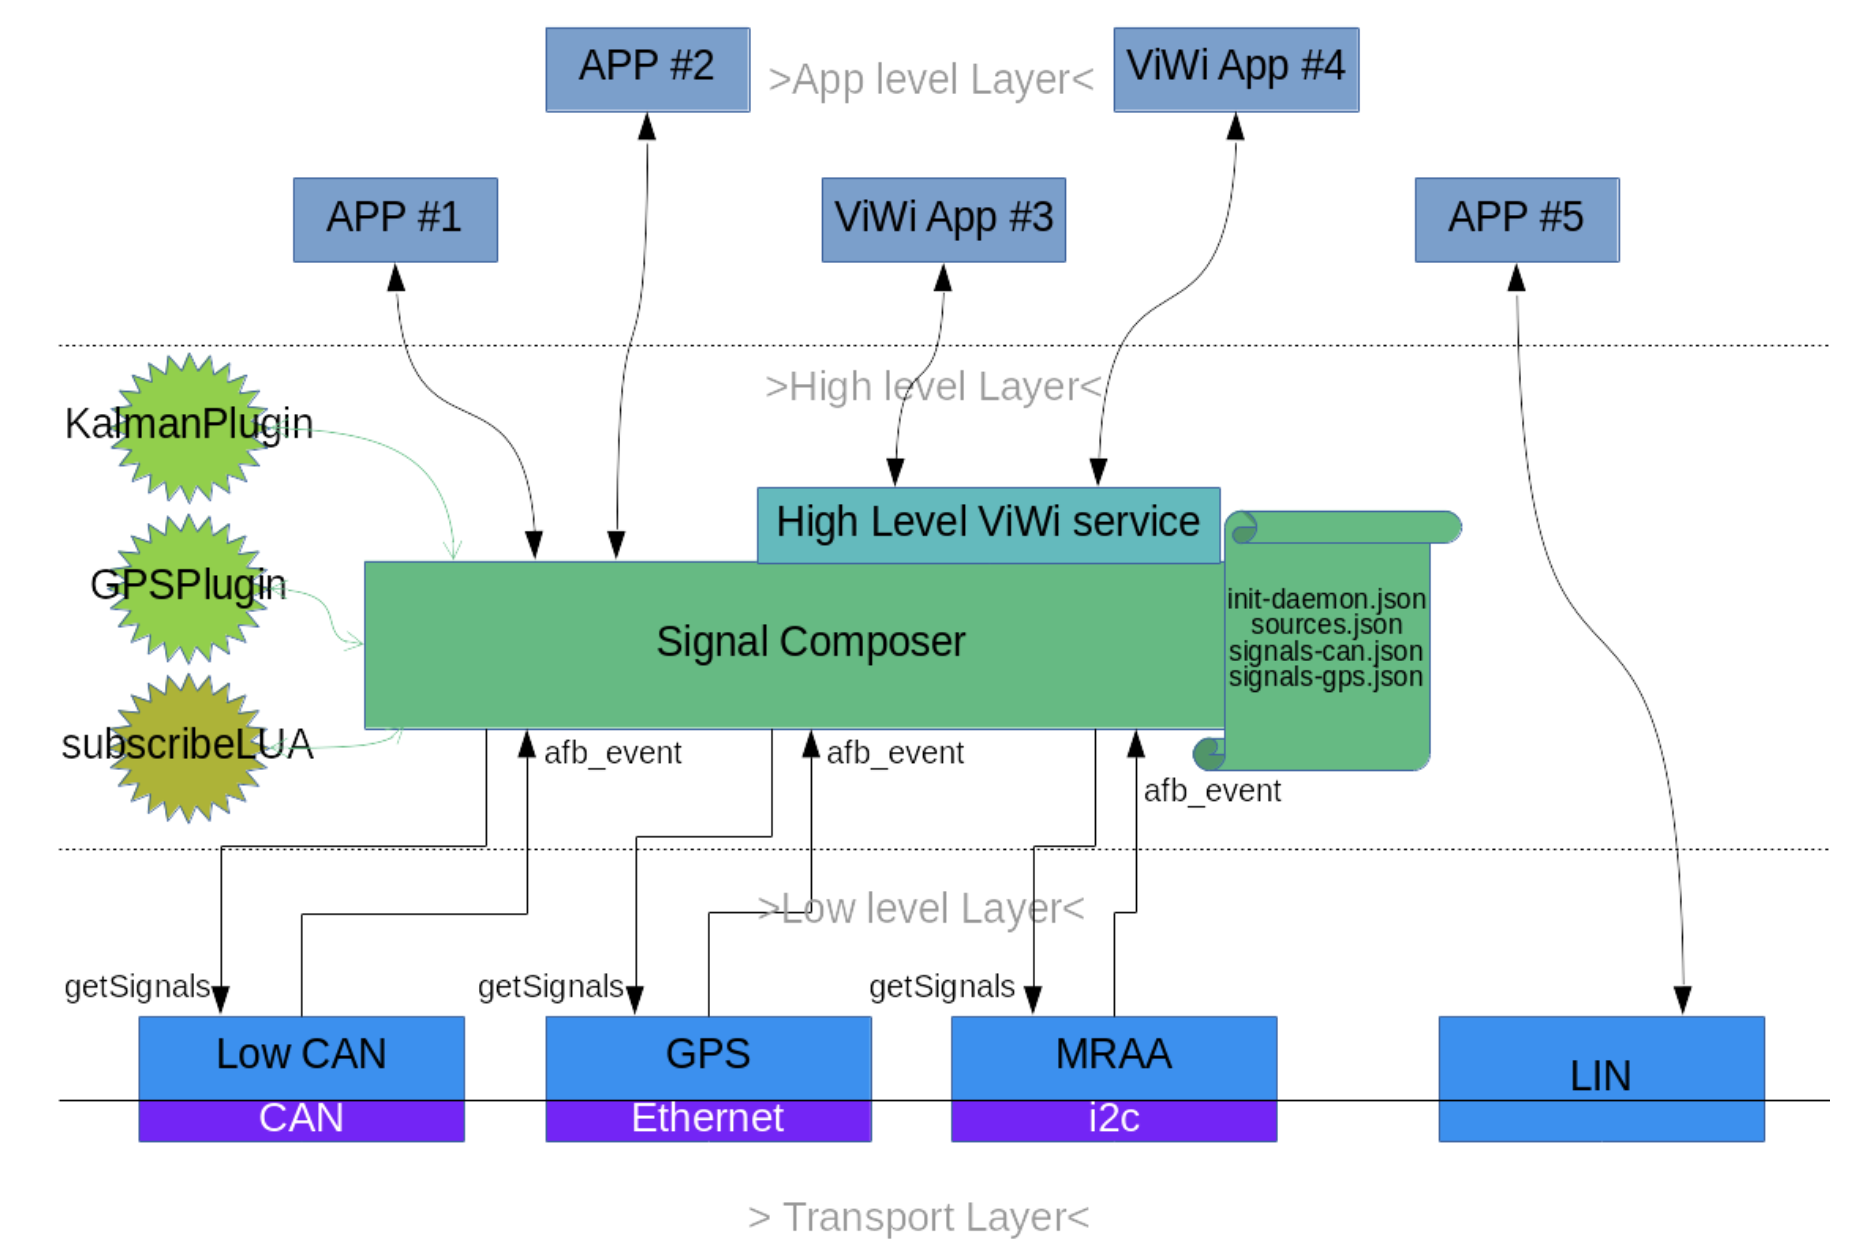 APP #2
>App level Layer<
ViWi App #4
APP #1
ViWi App #3
APP #5
>High level Layer<
KalmanPlugin
High Level ViWi service
GPSPlugin
init-daemon.json
sources.json
signals-can.json
signals-gps.json
Signal Composer
subscribeLUA
afb_event
afb_event
afb_event
>Low level Layer<
getSignals
getSignals
getSignals
Low CAN
GPS
MRAA
LIN
CAN
Ethernet
i2c
> Transport Layer<